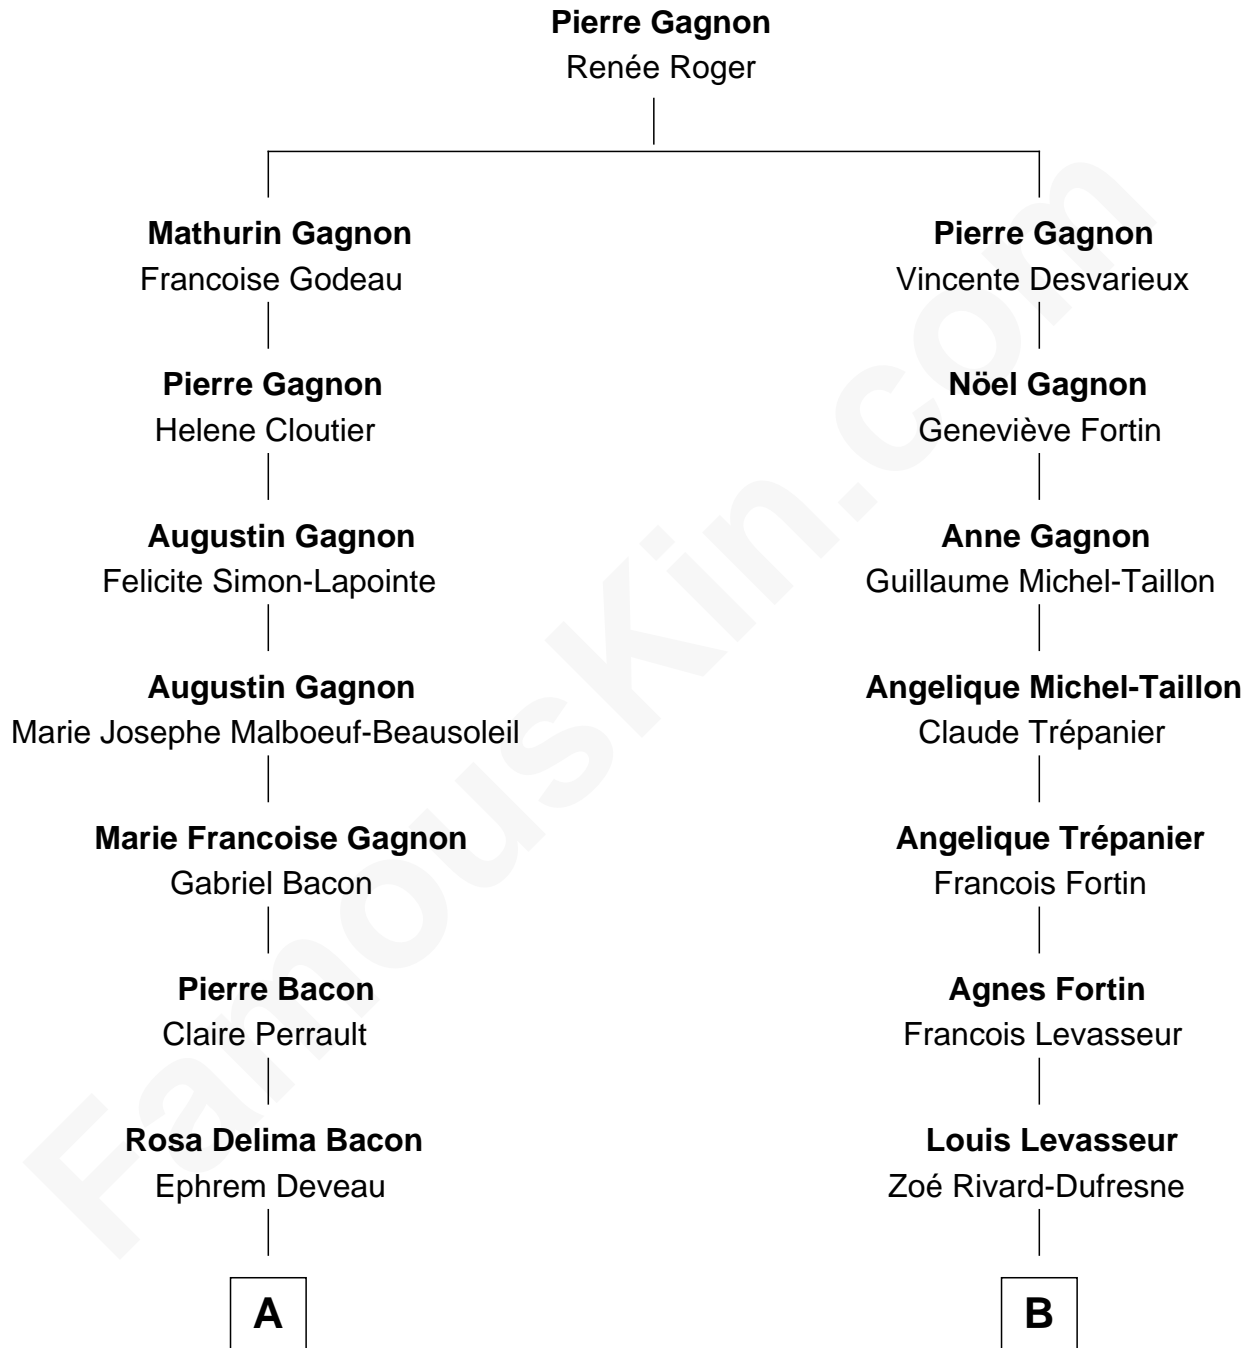 Pierre Gagnon
Renée Roger
Mathurin Gagnon
Francoise Godeau
Pierre Gagnon
Helene Cloutier
Augustin Gagnon
Felicite Simon-Lapointe
Augustin Gagnon
Marie Josephe Malboeuf-Beausoleil
Marie Francoise Gagnon
Gabriel Bacon
Pierre Bacon
Claire Perrault
Rosa Delima Bacon
Ephrem Deveau
A
Pierre Gagnon
Vincente Desvarieux
Nöel Gagnon
Geneviève Fortin
Anne Gagnon
Guillaume Michel-Taillon
Angelique Michel-Taillon
Claude Trépanier
Angelique Trépanier
Francois Fortin
Agnes Fortin
Francois Levasseur
Louis Levasseur
Zoé Rivard-Dufresne
B
FamousKin.com